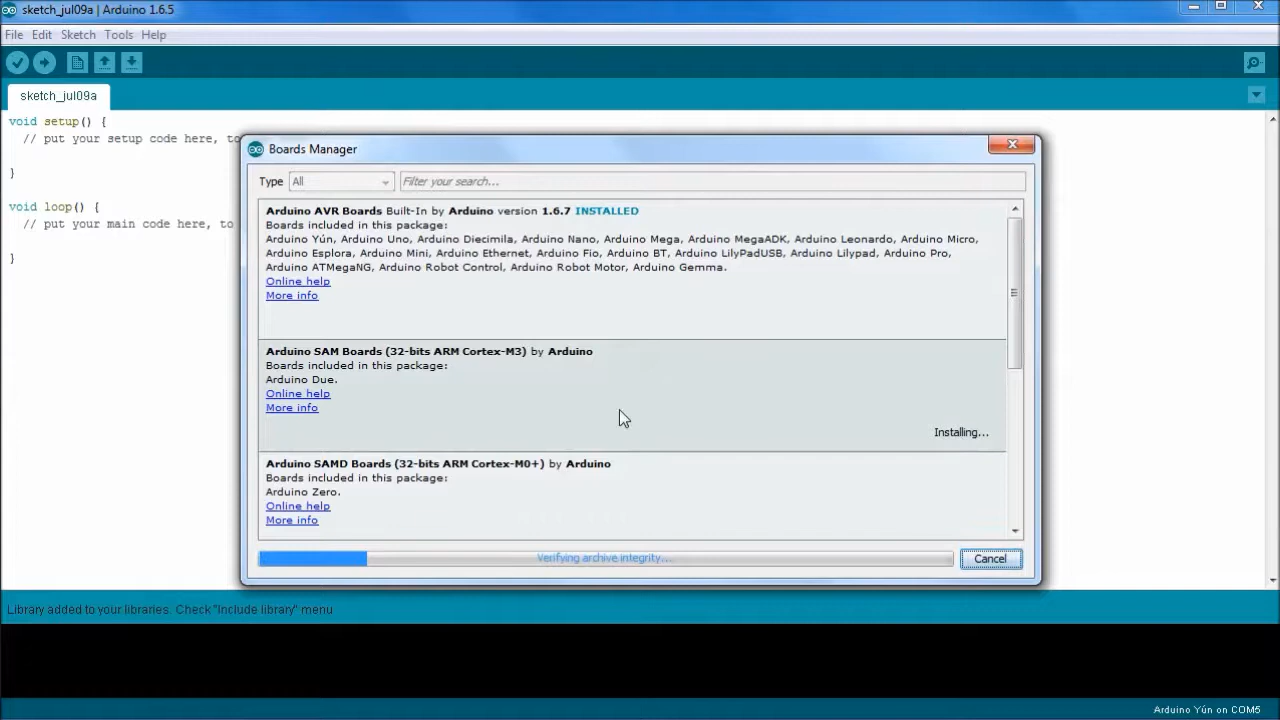 sketch_jul09a | Arduino 1.6.5
File Edit Sketch Tools Help
sketch_jul09a
void setup() {
// put your setup code here, to
}
void loop() {
// put your main code here, to
}
Boards Manager
Type All Filter your search...
Arduino AVR Boards Built-In by Arduino version 1.6.7 INSTALLED
Boards included in this package:
Arduino Yún, Arduino Uno, Arduino Diecimila, Arduino Nano, Arduino Mega, Arduino MegaADK, Arduino Leonardo, Arduino Micro,
Arduino Esplora, Arduino Mini, Arduino Ethernet, Arduino Fio, Arduino BT, Arduino LilyPadUSB, Arduino Lilypad, Arduino Pro,
Arduino ATMegaNG, Arduino Robot Control, Arduino Robot Motor, Arduino Gemma.
Online help
More info
Arduino SAM Boards (32-bits ARM Cortex-M3) by Arduino
Boards included in this package:
Arduino Due.
Online help
More info
Installing...
Arduino SAMD Boards (32-bits ARM Cortex-M0+) by Arduino
Boards included in this package:
Arduino Zero.
Online help
More info
Verifying archive integrity...
Cancel
Library added to your libraries. Check "Include library" menu
Arduino Yún on COM5